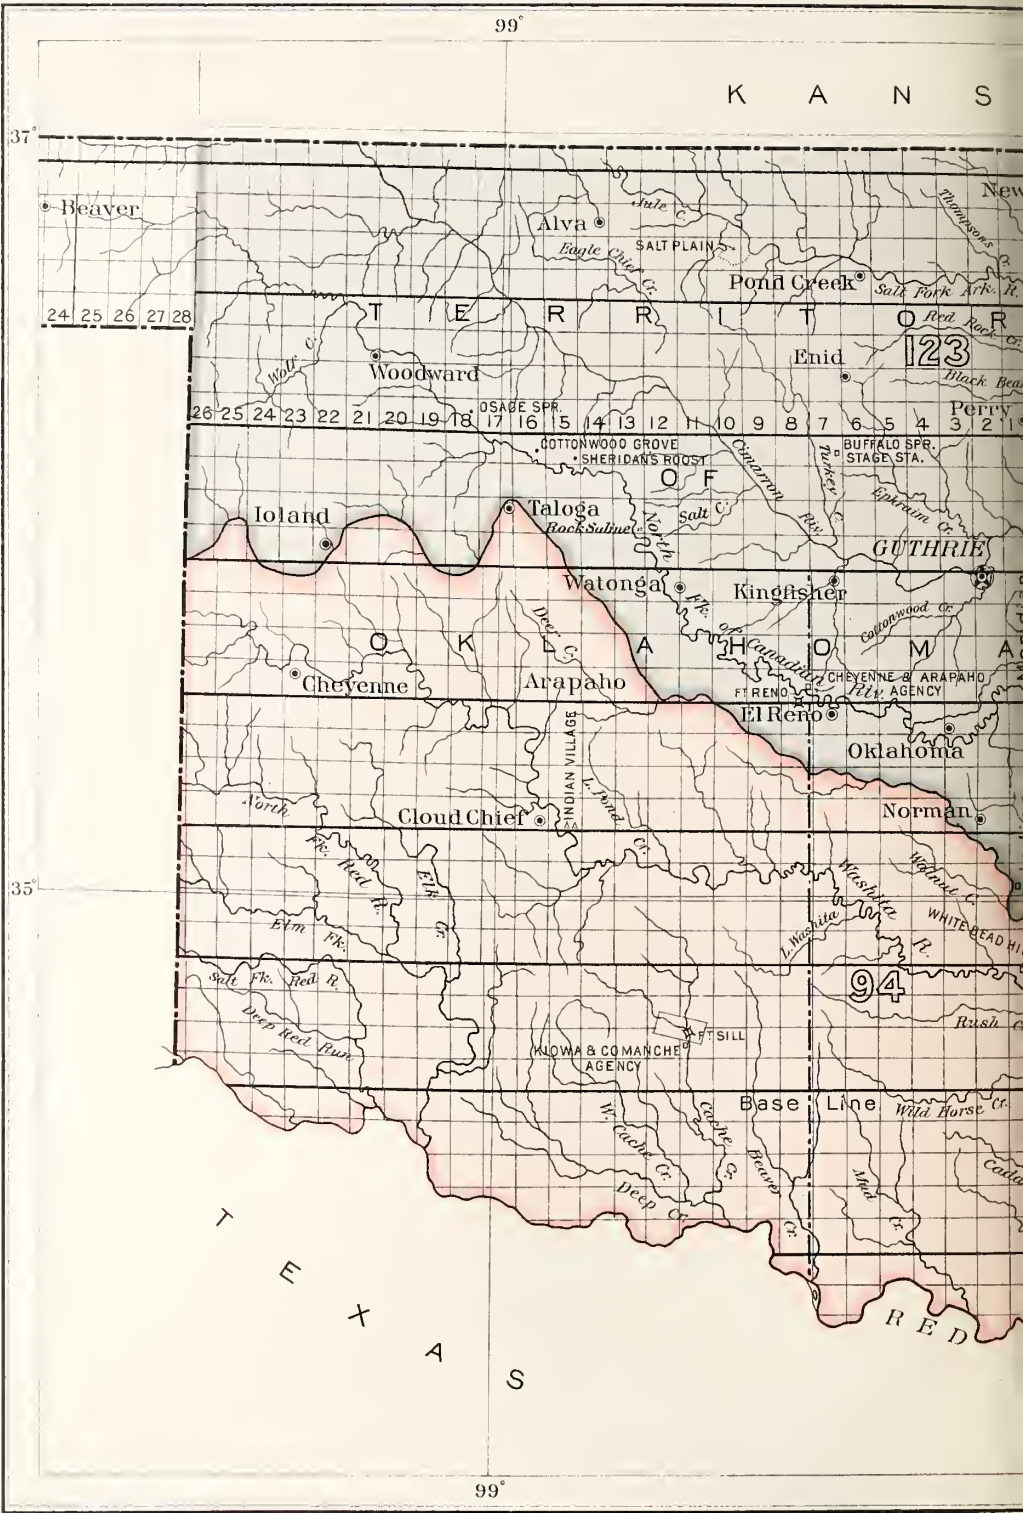 99°
K A N S
37°
Beaver
New
Jule C.
Alva
Eagle Chief Cr.
SALT PLAIN
Thompsons C.
Pond Creek
Salt Fork Ark. R.
24 25 26 27 28
T E R R I T O R
Red Rock Cr.
123
Wolf C.
Woodward
Enid
Black Bea
OSAGE SPR.
Perry
26 25 24 23 22 21 20 19 18 17 16 15 14 13 12 11 10 9 8 7 6 5 4 3 2 1
COTTONWOOD GROVE
SHERIDAN'S ROOST
BUFFALO SPR.
STAGE STA.
O F
Cimarron Riv.
Turkey C.
Ephraim Cr.
Ioland
Taloga
Rock Saline
Salt C.
North Fk. of Canadian Riv.
GUTHRIE
Watonga
Kingfisher
Cottonwood Cr.
Deer C.
O K L A H O M A
Cheyenne
Arapaho
CHEYENNE & ARAPAHO
AGENCY
FT RENO
El Reno
Oklahoma
INDIAN VILLAGE
L. Pond Cr.
North Fk. Red R.
Cloud Chief
Norman
35°
Elk Cr.
Washita R.
Walnut C.
WHITE BEAD HI
L. Washita
Elm Fk.
Salt Fk. Red R.
94
Deep Red Run
Rush C
FT SILL
KIOWA & COMANCHE
AGENCY
Base Line
Wild Horse Cr.
W. Cache Cr.
Cache Cr.
Beaver Cr.
Mud Cr.
Cada
Deep Cr.
T E X A S
RED
99°